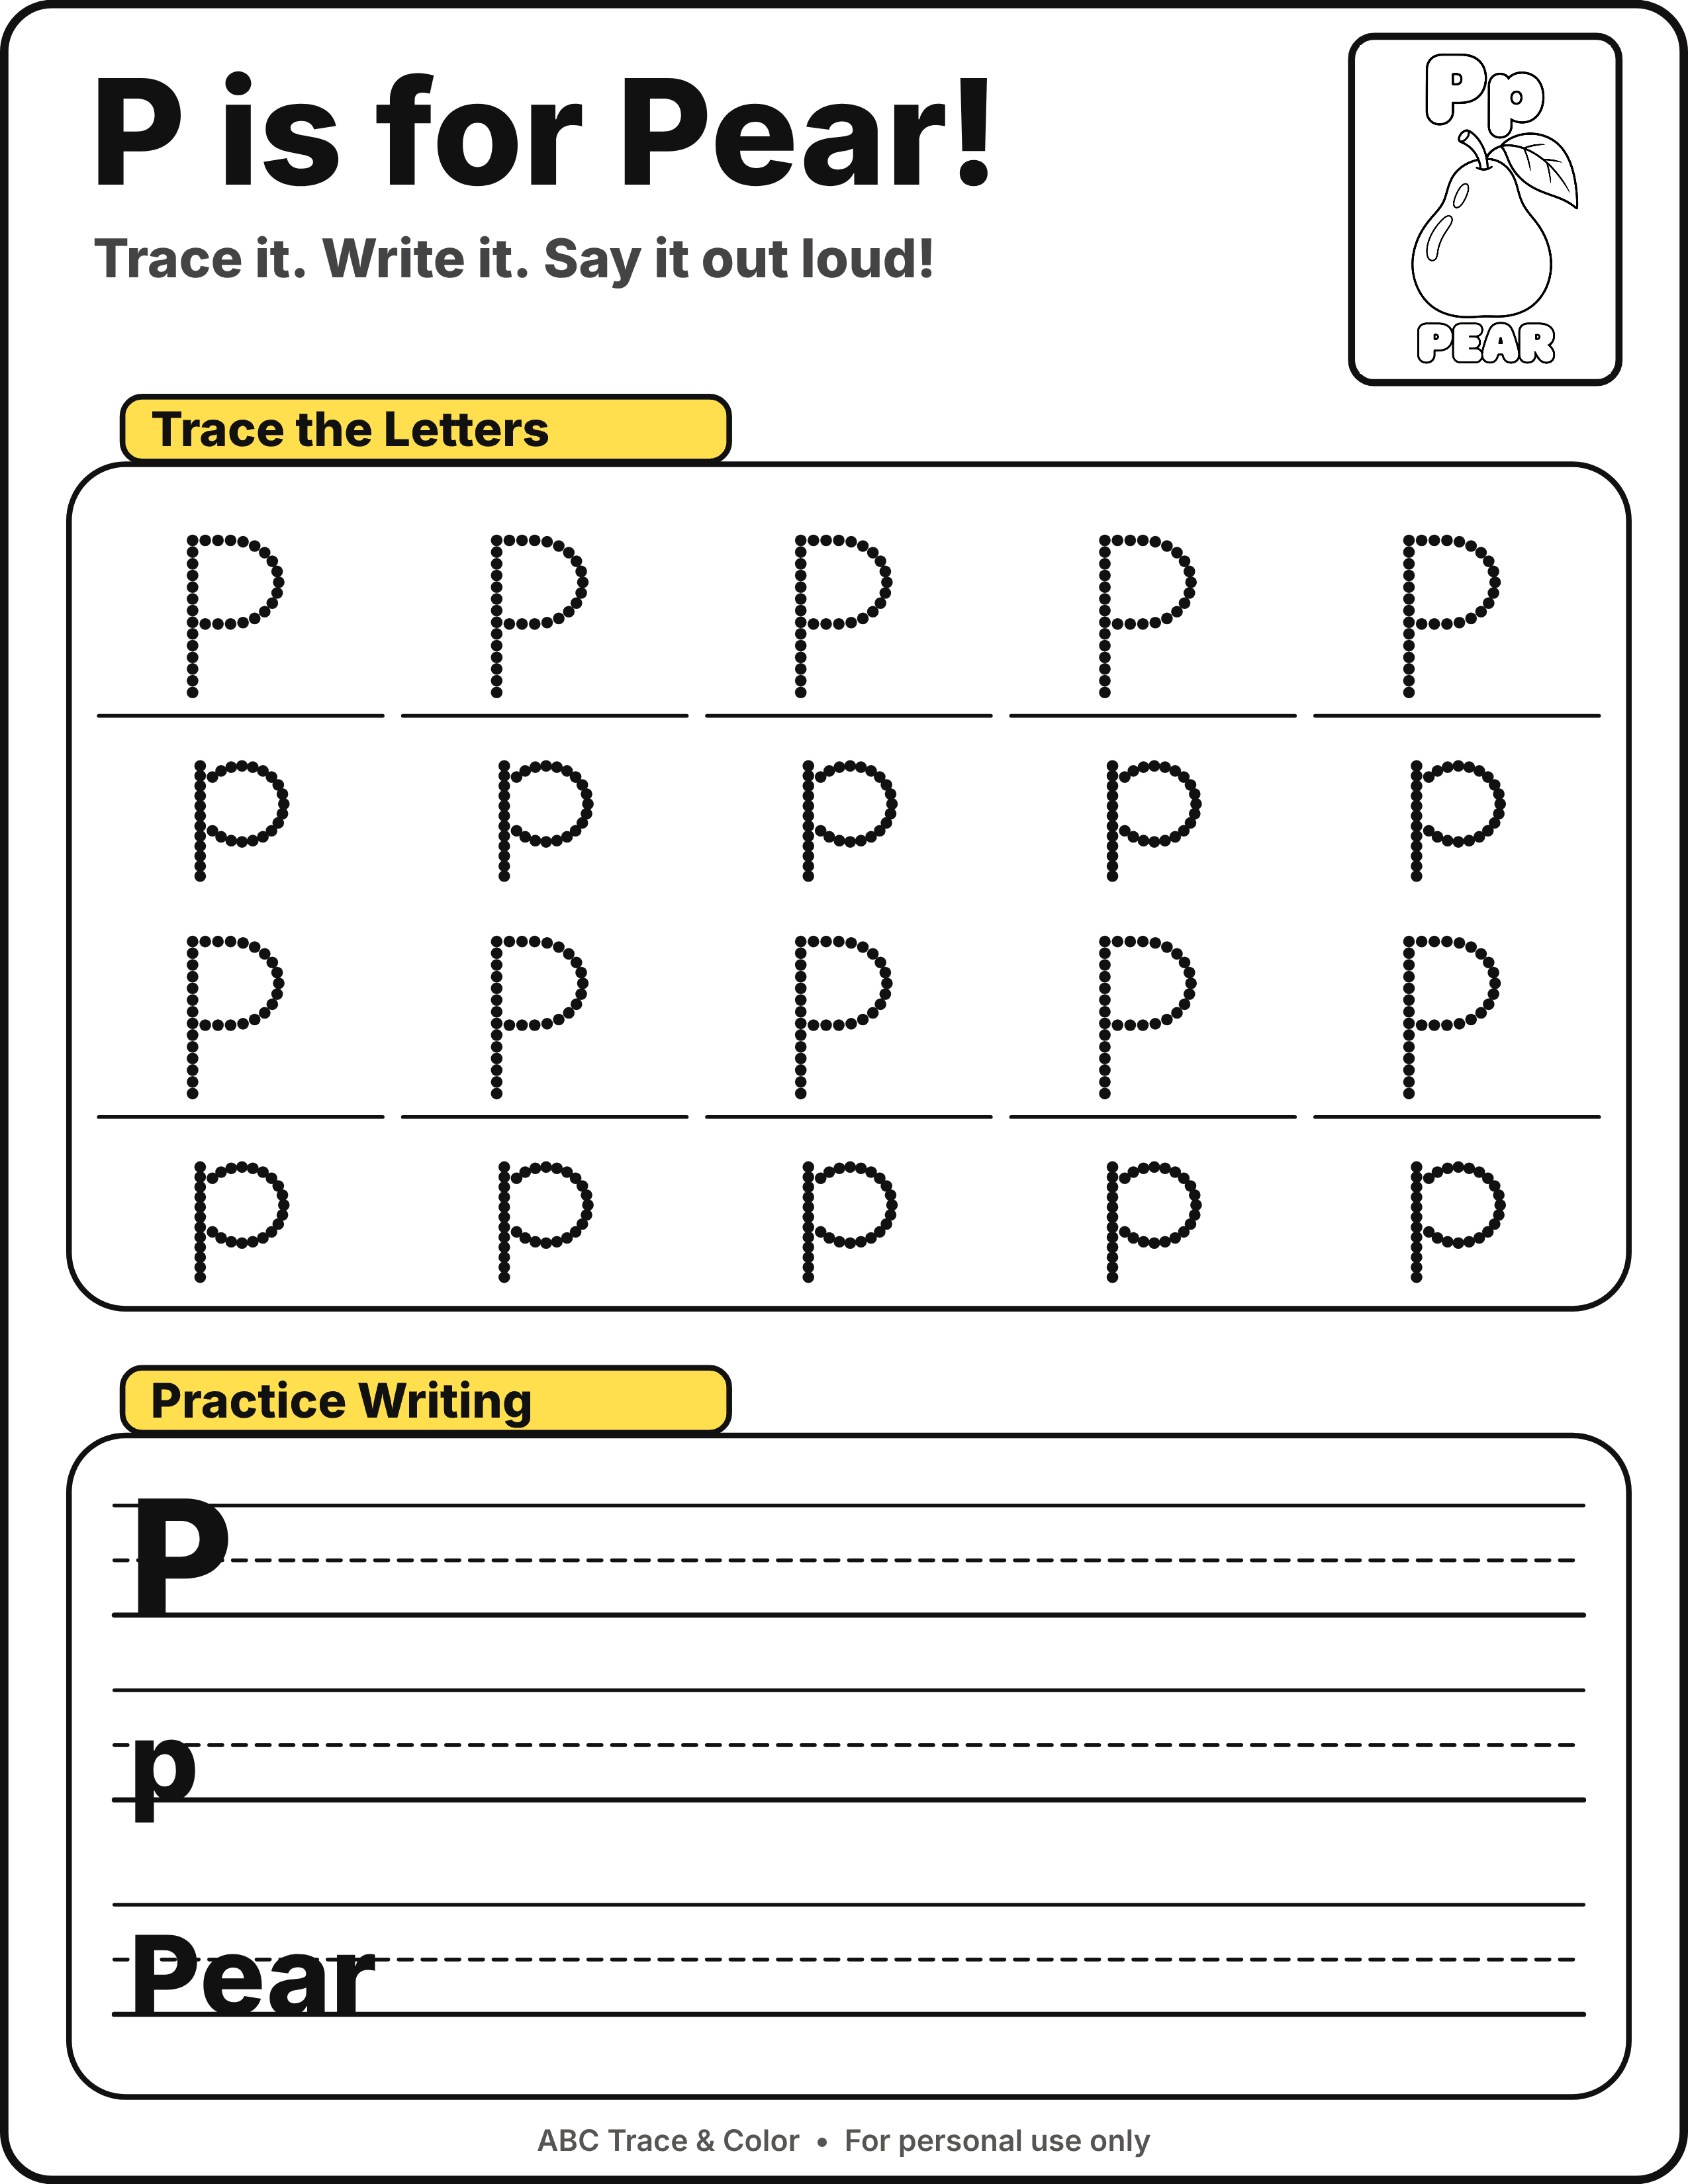 P is for Pear!
Trace it. Write it. Say it out loud!
Pp
PEAR
Trace the Letters
P P P P P
p p p p p
P P P P P
p p p p p
Practice Writing
P
p
Pear
ABC Trace & Color • For personal use only